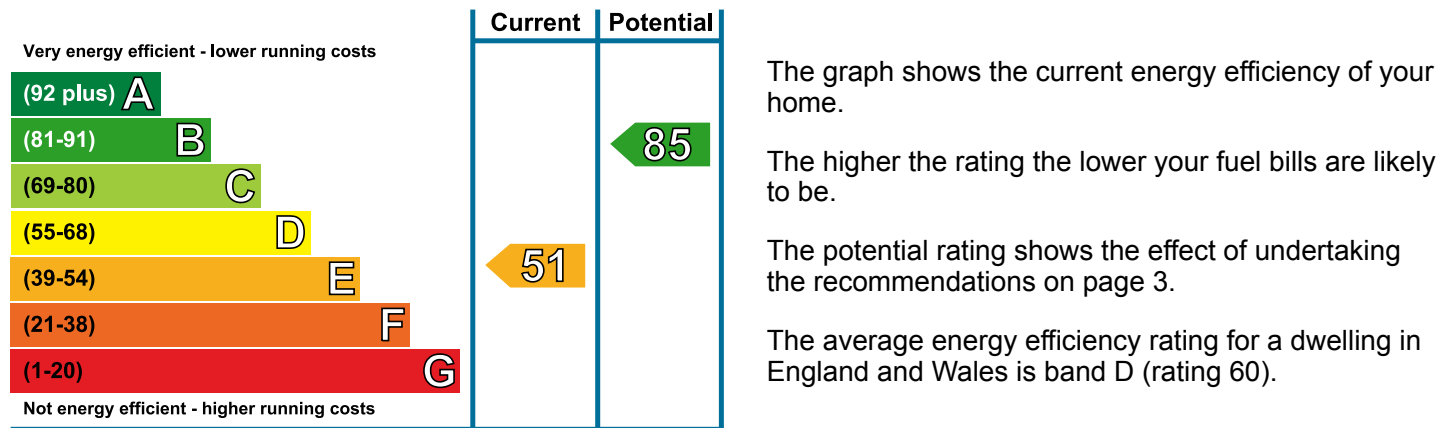 Current Potential
Very energy efficient - lower running costs
(92 plus) A
(81-91) B
85
(69-80) C
(55-68) D
(39-54) E
51
(21-38) F
(1-20) G
Not energy efficient - higher running costs
The graph shows the current energy efficiency of your
home.
The higher the rating the lower your fuel bills are likely
to be.
The potential rating shows the effect of undertaking
the recommendations on page 3.
The average energy efficiency rating for a dwelling in
England and Wales is band D (rating 60).